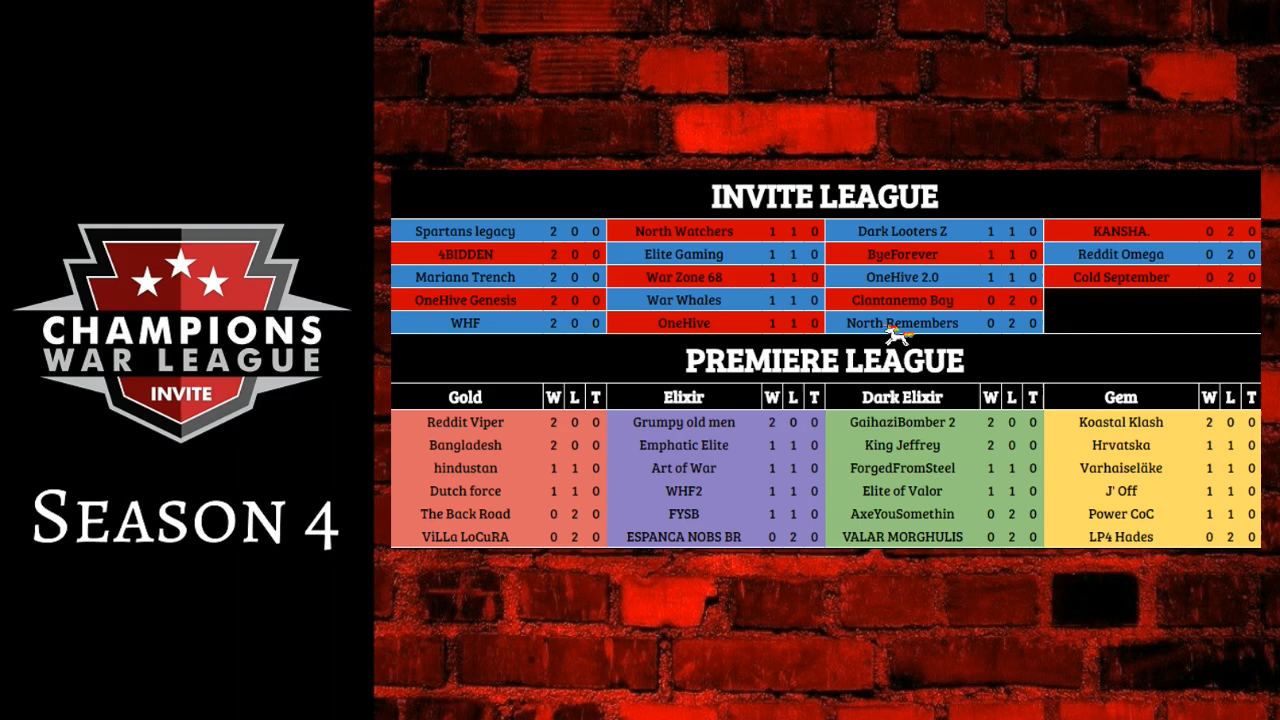 CHAMPIONS
WAR LEAGUE
INVITE
SEASON 4
INVITE LEAGUE
Spartans legacy 2 0 0 North Watchers 1 1 0 Dark Looters Z 1 1 0 KANSHA. 0 2 0
4BIDDEN 2 0 0 Elite Gaming 1 1 0 ByeForever 1 1 0 Reddit Omega 0 2 0
Mariana Trench 2 0 0 War Zone 68 1 1 0 OneHive 2.0 1 1 0 Cold September 0 2 0
OneHive Genesis 2 0 0 War Whales 1 1 0 Clantanemo Bay 0 2 0
WHF 2 0 0 OneHive 1 1 0 North Remembers 0 2 0
PREMIERE LEAGUE
Gold W L T Elixir W L T Dark Elixir W L T Gem W L T
Reddit Viper 2 0 0 Grumpy old men 2 0 0 GaihaziBomber 2 2 0 0 Koastal Klash 2 0 0
Bangladesh 2 0 0 Emphatic Elite 1 1 0 King Jeffrey 2 0 0 Hrvatska 1 1 0
hindustan 1 1 0 Art of War 1 1 0 ForgedFromSteel 1 1 0 Varhaiseläke 1 1 0
Dutch force 1 1 0 WHF2 1 1 0 Elite of Valor 1 1 0 J' Off 1 1 0
The Back Road 0 2 0 FYSB 1 1 0 AxeYouSomethin 0 2 0 Power CoC 1 1 0
ViLLa LoCuRA 0 2 0 ESPANCA NOBS BR 0 2 0 VALAR MORGHULIS 0 2 0 LP4 Hades 0 2 0